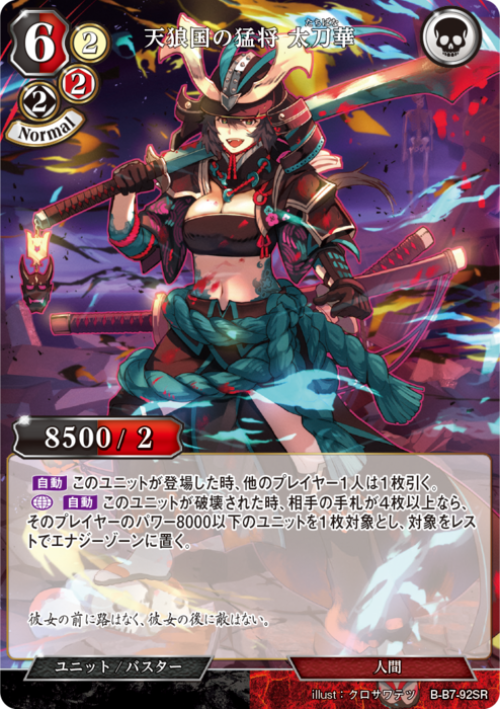 6
2
2
2
Normal
たちばな
天狼国の猛将 太刀華
8500 / 2
自動 このユニットが登場した時、他のプレイヤー1人は1枚引く。
自動 このユニットが破壊された時、相手の手札が4枚以上なら、
そのプレイヤーのパワー8000以下のユニットを1枚対象とし、対象をレス
トでエナジーゾーンに置く。
彼女の前に路はなく、彼女の後に敵はない。
ユニット / バスター
人間
illust：クロサワテツ B-B7-92SR